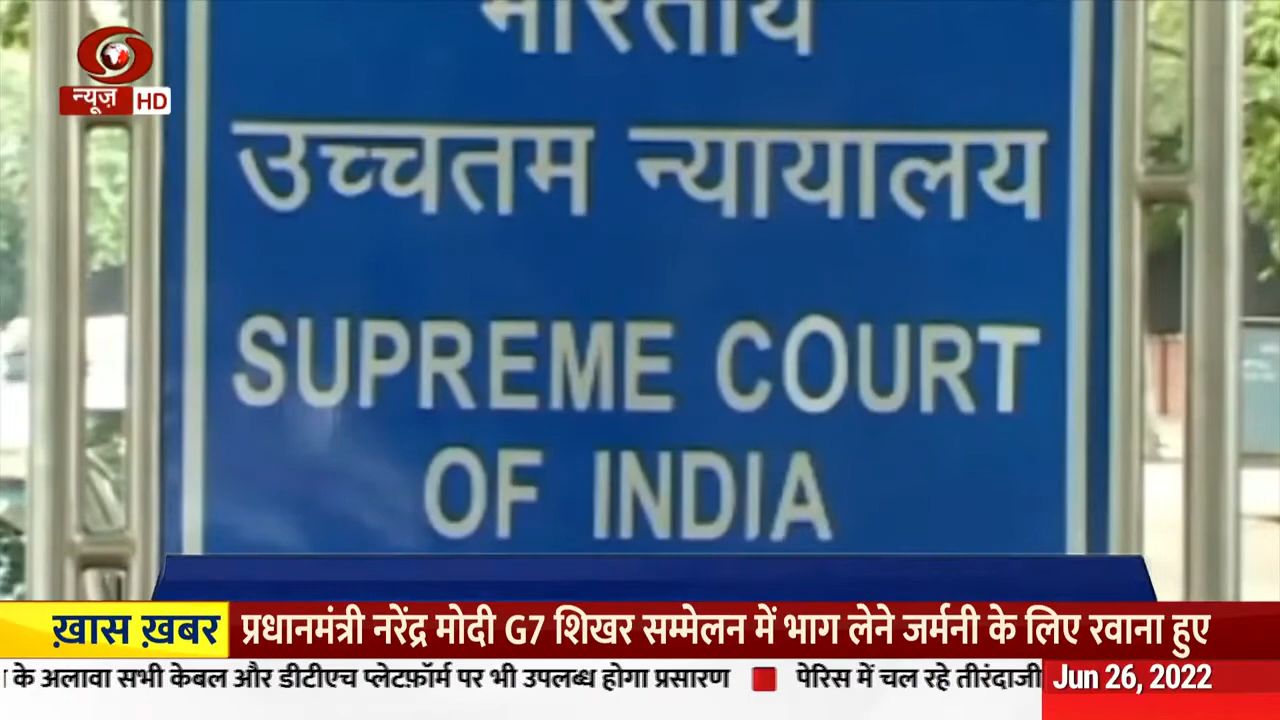 भारतीय
न्यूज़ HD
उच्चतम न्यायालय
SUPREME COURT
OF INDIA
ख़ास ख़बर
प्रधानमंत्री नरेंद्र मोदी G7 शिखर सम्मेलन में भाग लेने जर्मनी के लिए रवाना हुए
के अलावा सभी केबल और डीटीएच प्लेटफ़ॉर्म पर भी उपलब्ध होगा प्रसारण
पेरिस में चल रहे तीरंदाजी
Jun 26, 2022